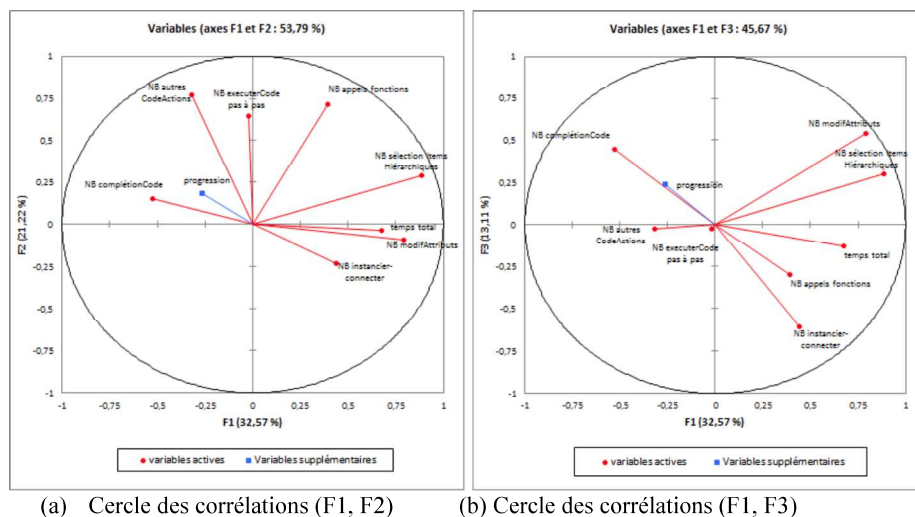 Variables (axes F1 et F2 : 53,79 %)
1
0,75
0,5
0,25
0
-0,25
-0,5
-0,75
-1
F2 (21,22 %)
NB autres
CodeActions
NB executerCode
pas à pas
NB appels fonctions
NB sélection items
Hiérarchiques
progression
NB complétionCode
temps total
NB modifAttributs
NB instancier-
connecter
-1
-0,75
-0,5
-0,25
0
0,25
0,5
0,75
1
F1 (32,57 %)
variables actives
Variables supplémentaires
(a) Cercle des corrélations (F1, F2)
Variables (axes F1 et F3 : 45,67 %)
1
0,75
0,5
0,25
0
-0,25
-0,5
-0,75
-1
F3 (13,11 %)
NB modifAttributs
NB complétionCode
NB sélection items
Hiérarchiques
progression
NB autres
CodeActions
NB executerCode
pas à pas
temps total
NB appels fonctions
NB instancier-
connecter
-1
-0,75
-0,5
-0,25
0
0,25
0,5
0,75
1
F1 (32,57 %)
variables actives
Variables supplémentaires
(b) Cercle des corrélations (F1, F3)